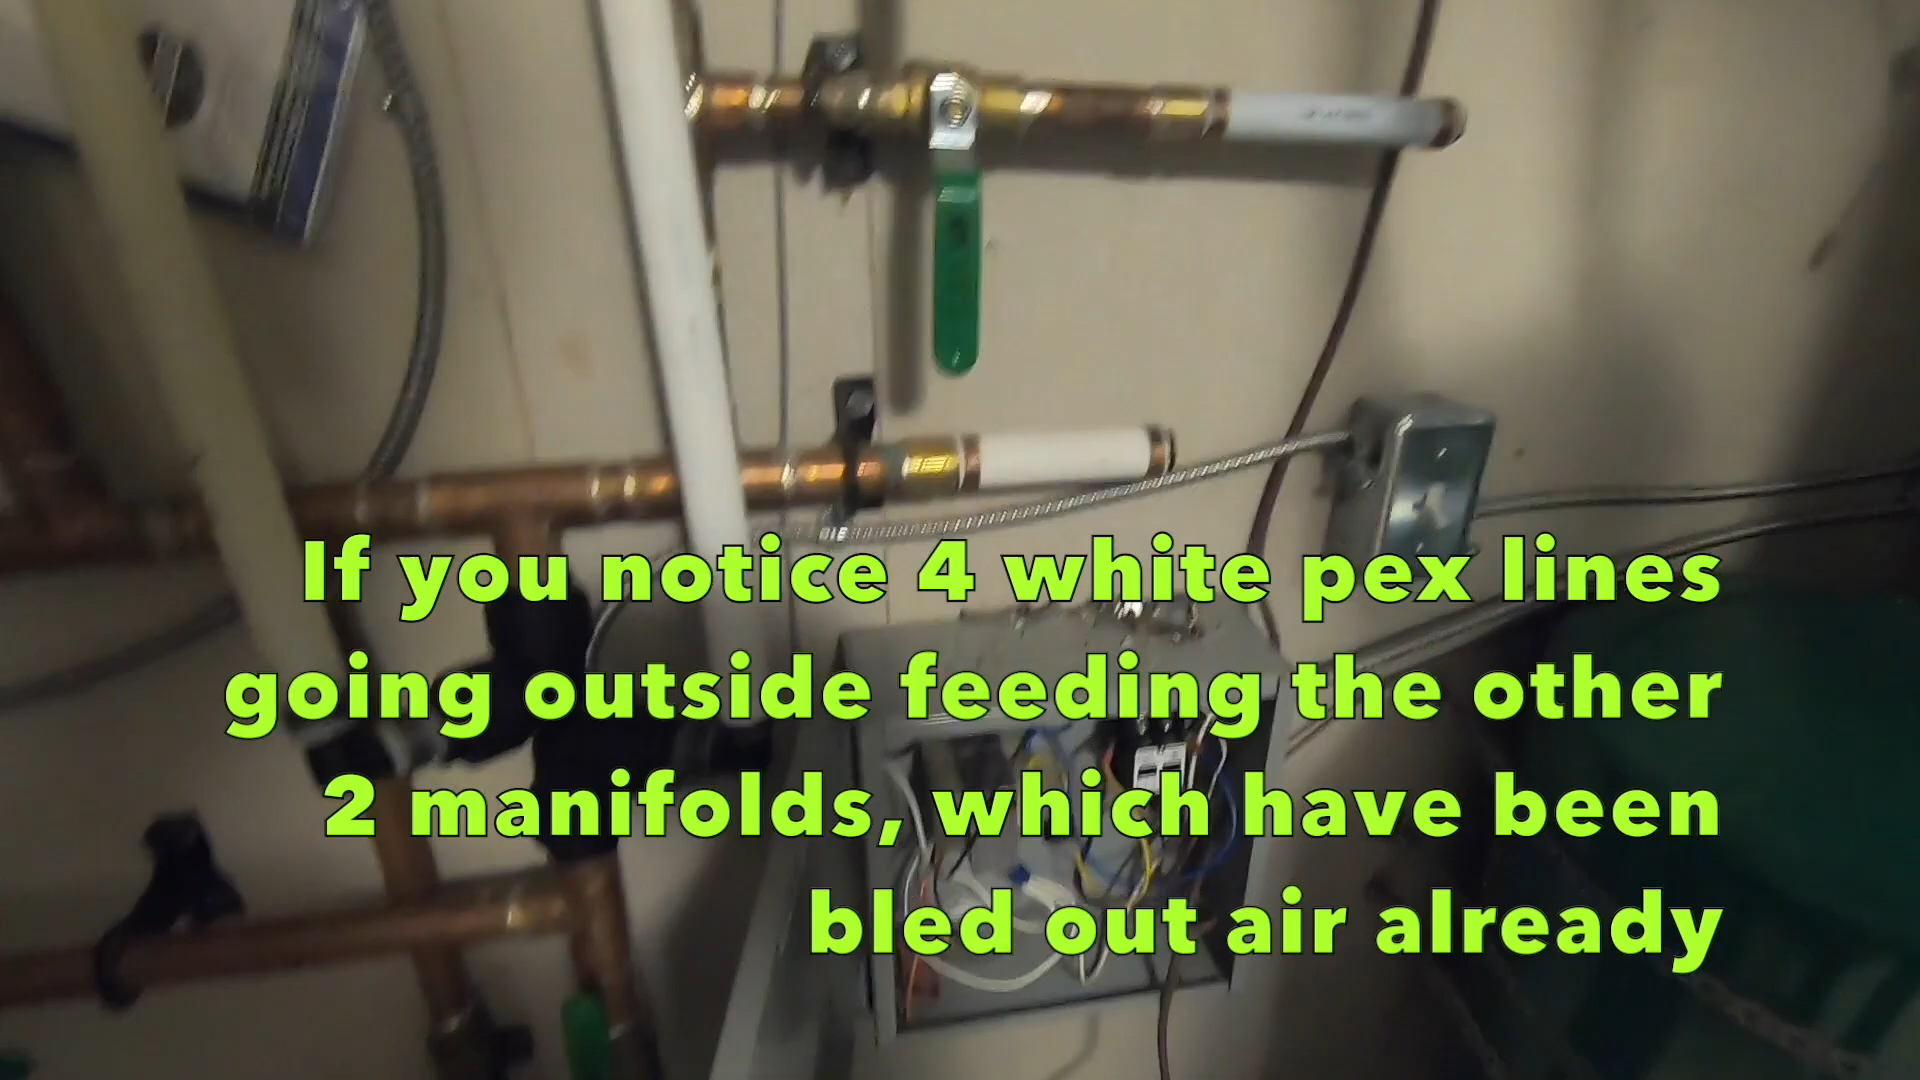 If you notice 4 white pex lines
going outside feeding the other
2 manifolds, which have been
bled out air already